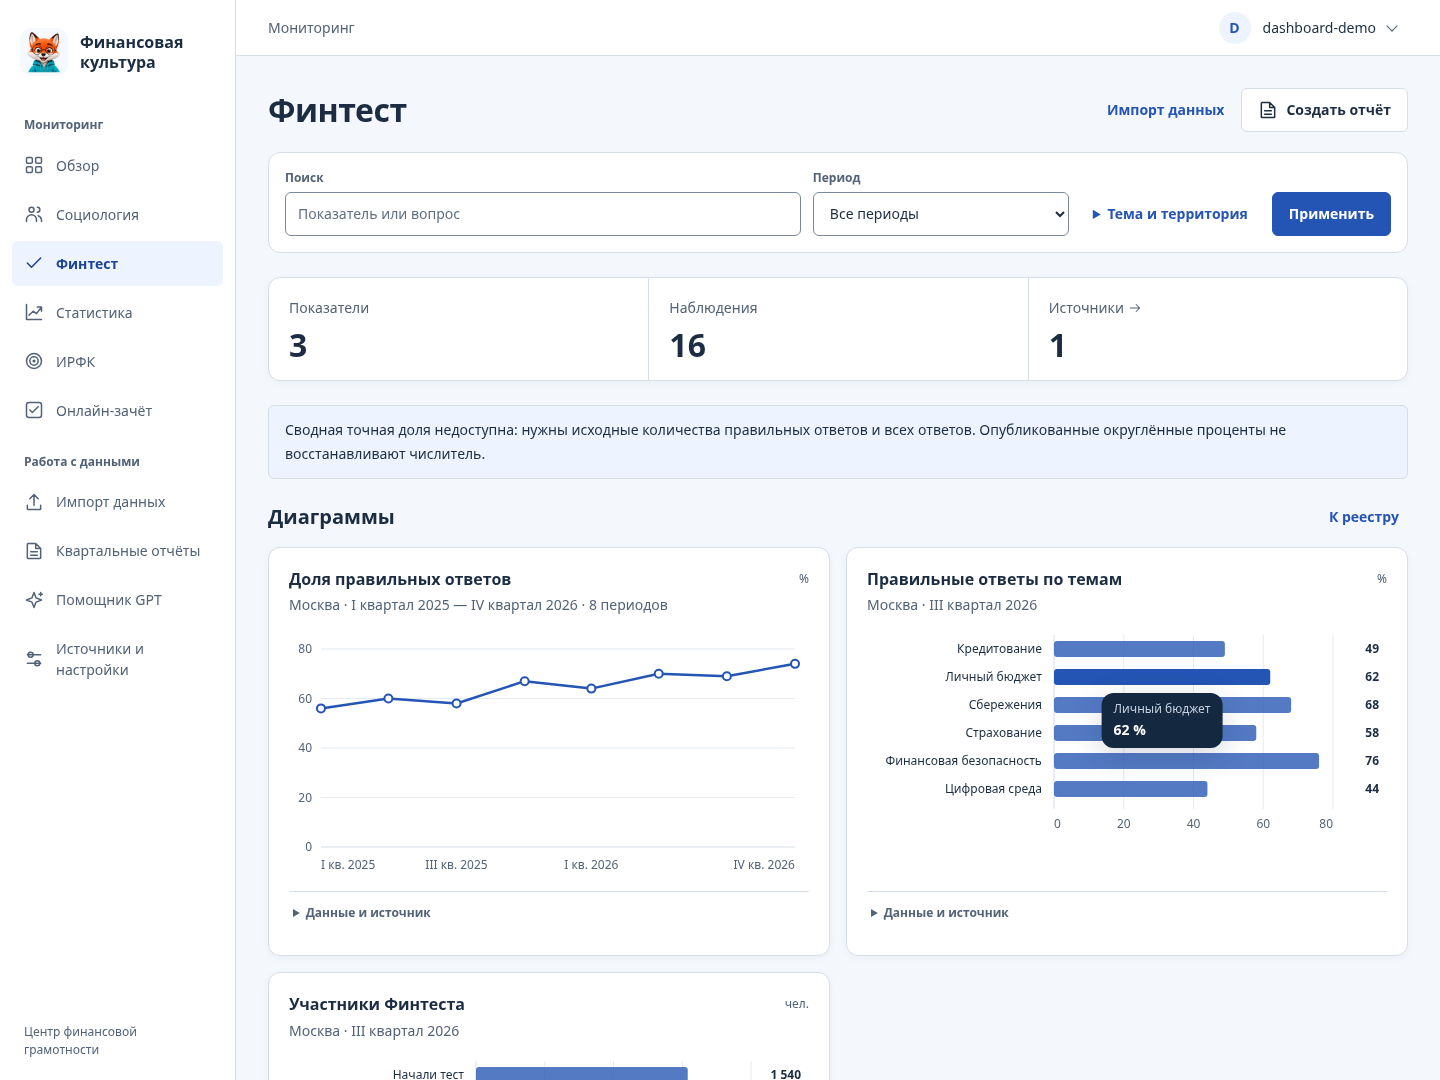 Финансовая
культура
Мониторинг
Обзор
Социология
Финтест
Статистика
ИРФК
Онлайн-зачёт
Работа с данными
Импорт данных
Квартальные отчёты
Помощник GPT
Источники и
настройки
Центр финансовой
грамотности
Мониторинг
D
dashboard-demo
Финтест
Импорт данных
Создать отчёт
Поиск
Показатель или вопрос
Период
Все периоды
Тема и территория
Применить
Показатели
3
Наблюдения
16
Источники →
1
Сводная точная доля недоступна: нужны исходные количества правильных ответов и всех ответов. Опубликованные округлённые проценты не
восстанавливают числитель.
Диаграммы
К реестру
Доля правильных ответов
%
Москва · I квартал 2025 — IV квартал 2026 · 8 периодов
80
60
40
20
0
I кв. 2025 III кв. 2025 I кв. 2026 IV кв. 2026
Данные и источник
Правильные ответы по темам
%
Москва · III квартал 2026
Кредитование 49
Личный бюджет 62
Сбережения 68
Личный бюджет
62 %
Страхование 58
Финансовая безопасность 76
Цифровая среда 44
0 20 40 60 80
Данные и источник
Участники Финтеста
чел.
Москва · III квартал 2026
Начали тест 1 540